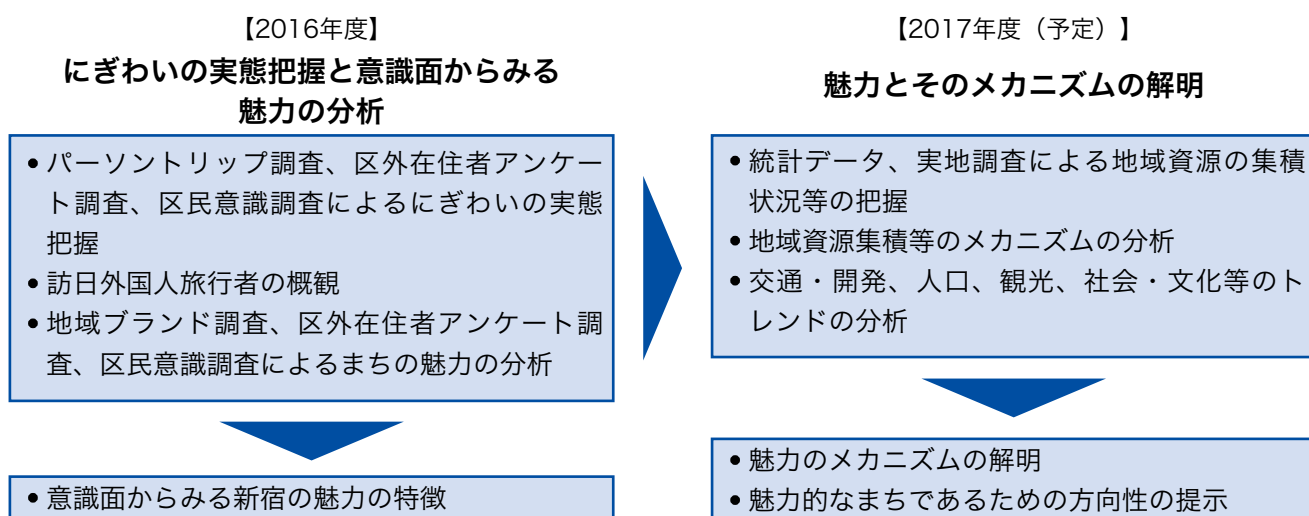 【2016年度】
にぎわいの実態把握と意識面からみる
魅力の分析
• パーソントリップ調査、区外在住者アンケー
ト調査、区民意識調査によるにぎわいの実態
把握
• 訪日外国人旅行者の概観
• 地域ブランド調査、区外在住者アンケート調
査、区民意識調査によるまちの魅力の分析
• 意識面からみる新宿の魅力の特徴
【2017年度（予定）】
魅力とそのメカニズムの解明
• 統計データ、実地調査による地域資源の集積
状況等の把握
• 地域資源集積等のメカニズムの分析
• 交通・開発、人口、観光、社会・文化等のト
レンドの分析
• 魅力のメカニズムの解明
• 魅力的なまちであるための方向性の提示